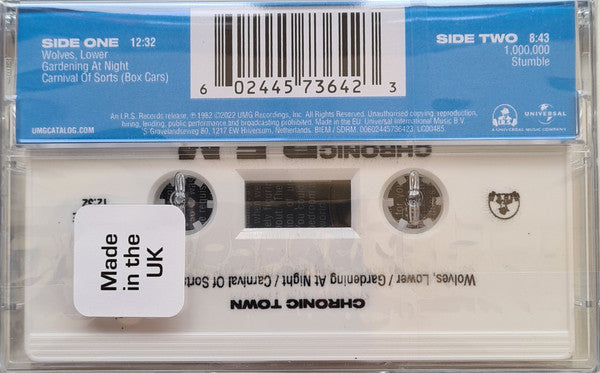 SIDE ONE 12:32
Wolves, Lower
Gardening At Night
Carnival Of Sorts (Box Cars)
UMGCATALOG.COM
6 02445 73642 3
SIDE TWO 8:43
1,000,000
Stumble
An I.R.S. Records release. ℗ 1982 ©2022 UMG Recordings, Inc. All Rights Reserved. Unauthorised copying, reproduction,
hiring, lending, public performance and broadcasting prohibited. Made in the EU. Universal International Music B.V.
's-Gravelandseweg 80, 1217 EW Hilversum, Netherlands. BIEM / SDRM. 00602445736423. LC00485.
UNIVERSAL
A UNIVERSAL MUSIC COMPANY
CHRONIC
R.E.M
12:32
Made
in the
UK
Wolves, Lower / Gardening At Night / Carnival Of Sorts
CHRONIC TOWN